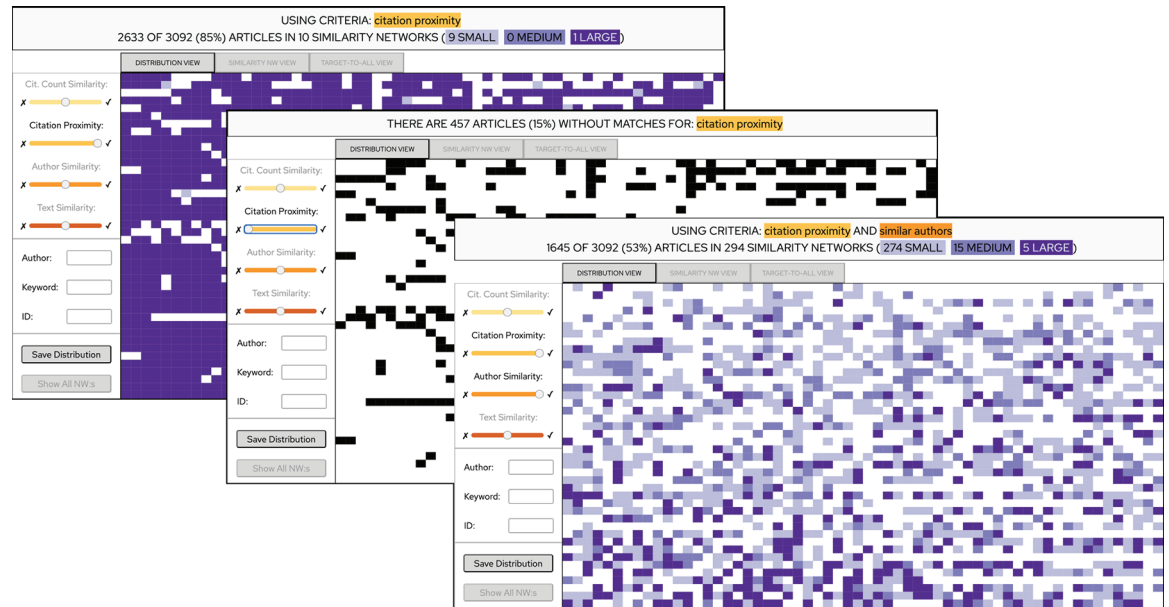 USING CRITERIA: citation proximity
2633 OF 3092 (85%) ARTICLES IN 10 SIMILARITY NETWORKS ( 9 SMALL 0 MEDIUM 1 LARGE )
DISTRIBUTION VIEW SIMILARITY NW VIEW TARGET-TO-ALL VIEW
Cit. Count Similarity:
✗ ✓
Citation Proximity:
✗ ✓
Author Similarity:
✗ ✓
Text Similarity:
✗ ✓
Author:
Keyword:
ID:
Save Distribution
Show All NW:s
THERE ARE 457 ARTICLES (15%) WITHOUT MATCHES FOR: citation proximity
DISTRIBUTION VIEW SIMILARITY NW VIEW TARGET-TO-ALL VIEW
Cit. Count Similarity:
✗ ✓
Citation Proximity:
✗ ✓
Author Similarity:
✗ ✓
Text Similarity:
✗ ✓
Author:
Keyword:
ID:
Save Distribution
Show All NW:s
USING CRITERIA: citation proximity AND similar authors
1645 OF 3092 (53%) ARTICLES IN 294 SIMILARITY NETWORKS ( 274 SMALL 15 MEDIUM 5 LARGE )
DISTRIBUTION VIEW SIMILARITY NW VIEW TARGET-TO-ALL VIEW
Cit. Count Similarity:
✗ ✓
Citation Proximity:
✗ ✓
Author Similarity:
✗ ✓
Text Similarity:
✗ ✓
Author:
Keyword:
ID:
Save Distribution
Show All NW:s